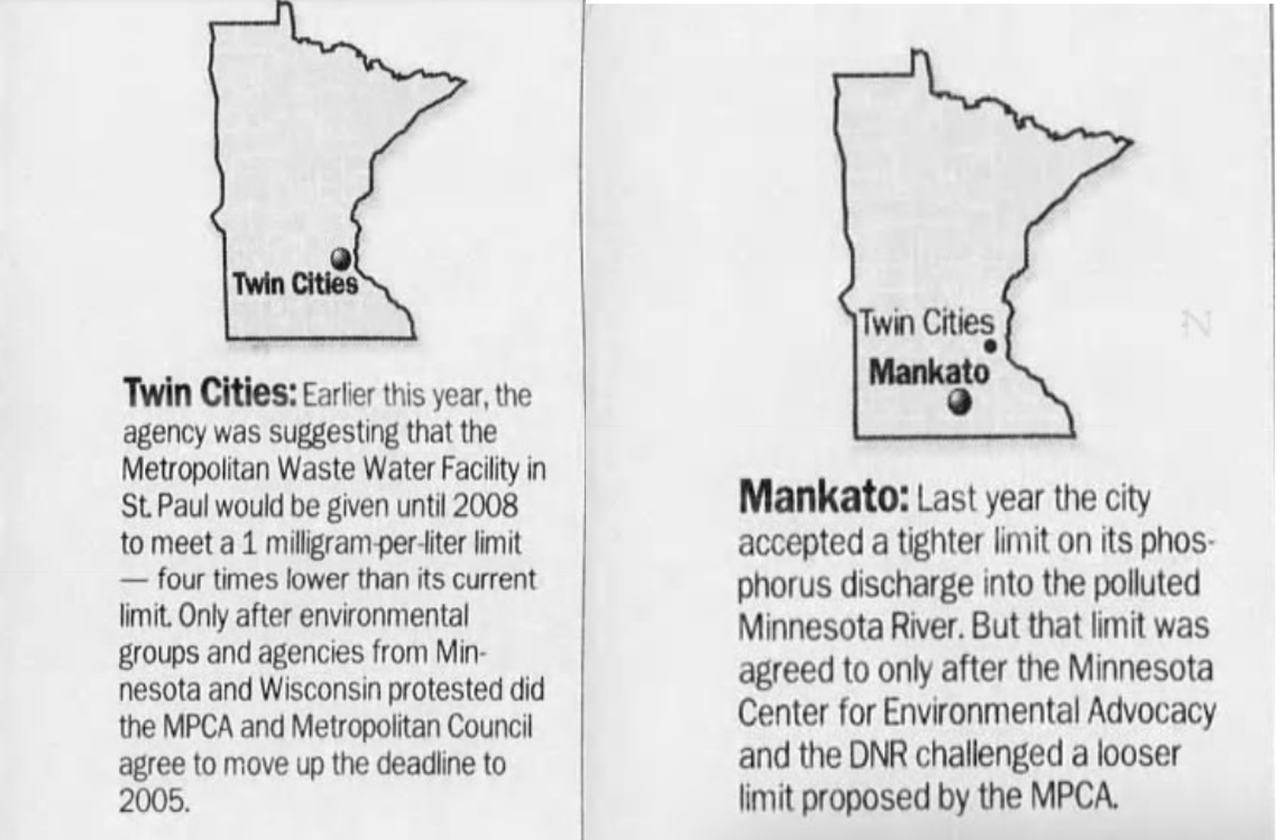 Twin Cities
Twin Cities: Earlier this year, the
agency was suggesting that the
Metropolitan Waste Water Facility in
St. Paul would be given until 2008
to meet a 1 milligram-per-liter limit
— four times lower than its current
limit. Only after environmental
groups and agencies from Min-
nesota and Wisconsin protested did
the MPCA and Metropolitan Council
agree to move up the deadline to
2005.
Twin Cities
Mankato
Mankato: Last year the city
accepted a tighter limit on its phos-
phorus discharge into the polluted
Minnesota River. But that limit was
agreed to only after the Minnesota
Center for Environmental Advocacy
and the DNR challenged a looser
limit proposed by the MPCA.